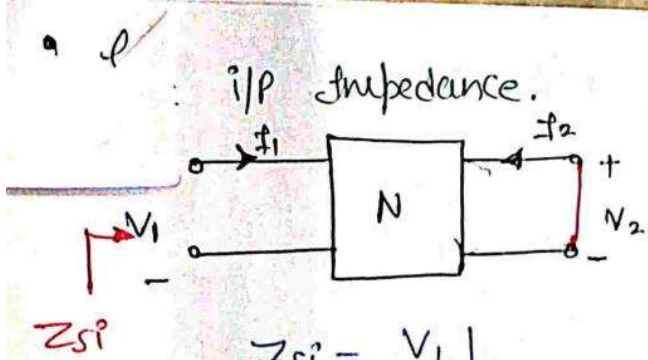 i/p Impedance.
I1 I2
+
V1 N V2
- -
Zsi
Zsi = V1 |